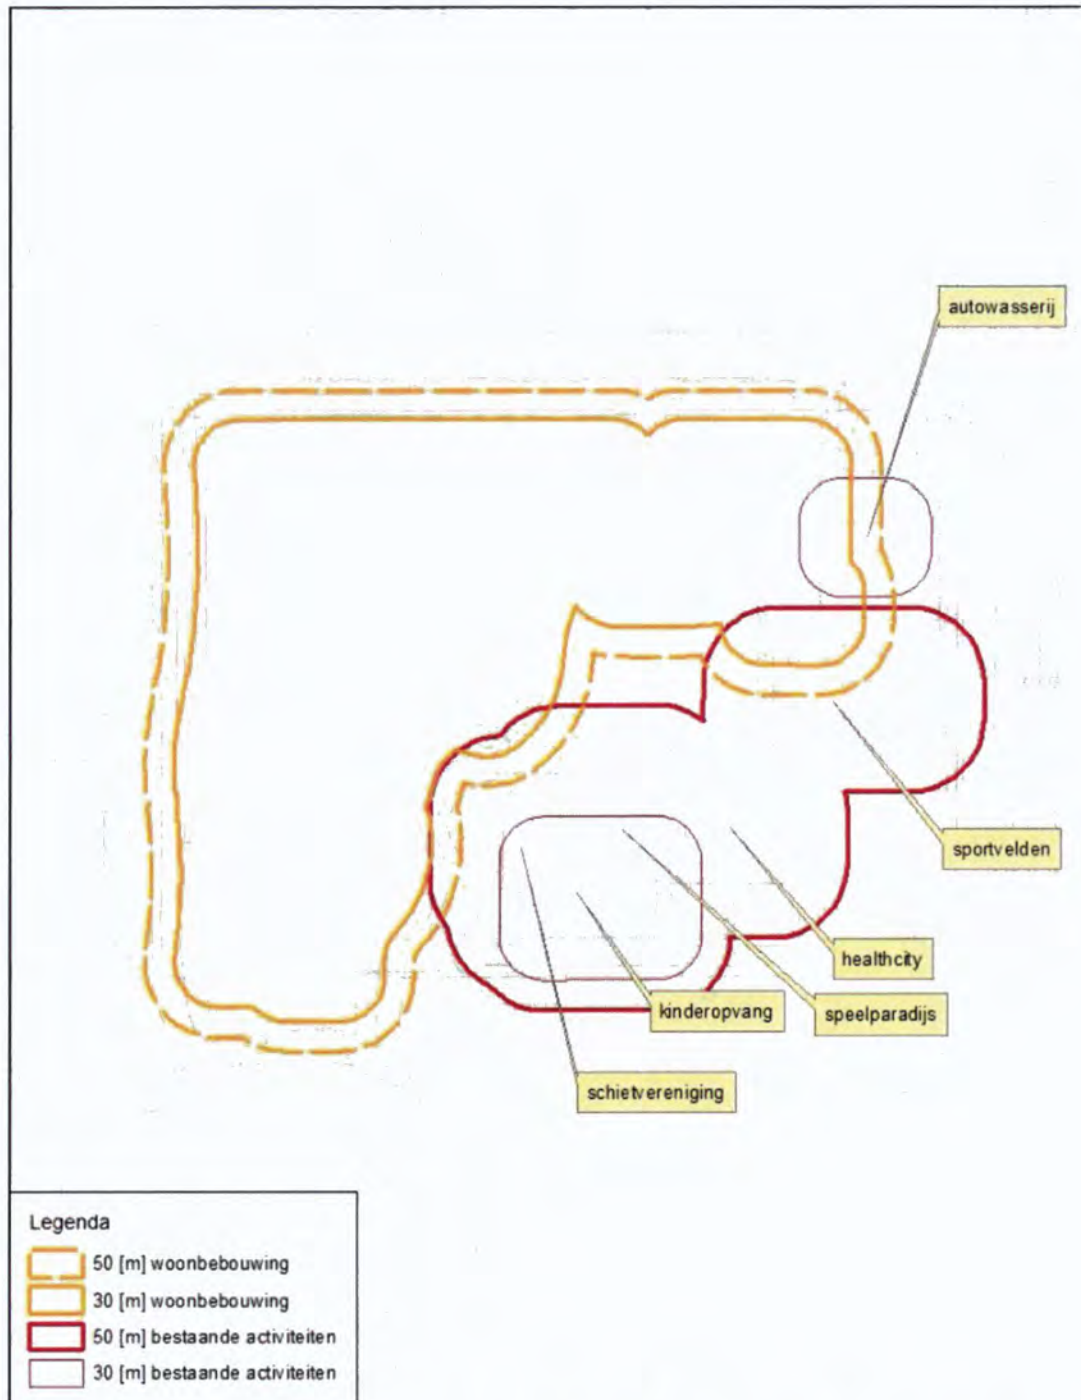 autowasserij
sportvelden
healthcity
kinderopvang
speelparadijs
schietvereniging
Legenda
50 [m] woonbebouwing
30 [m] woonbebouwing
50 [m] bestaande activiteiten
30 [m] bestaande activiteiten